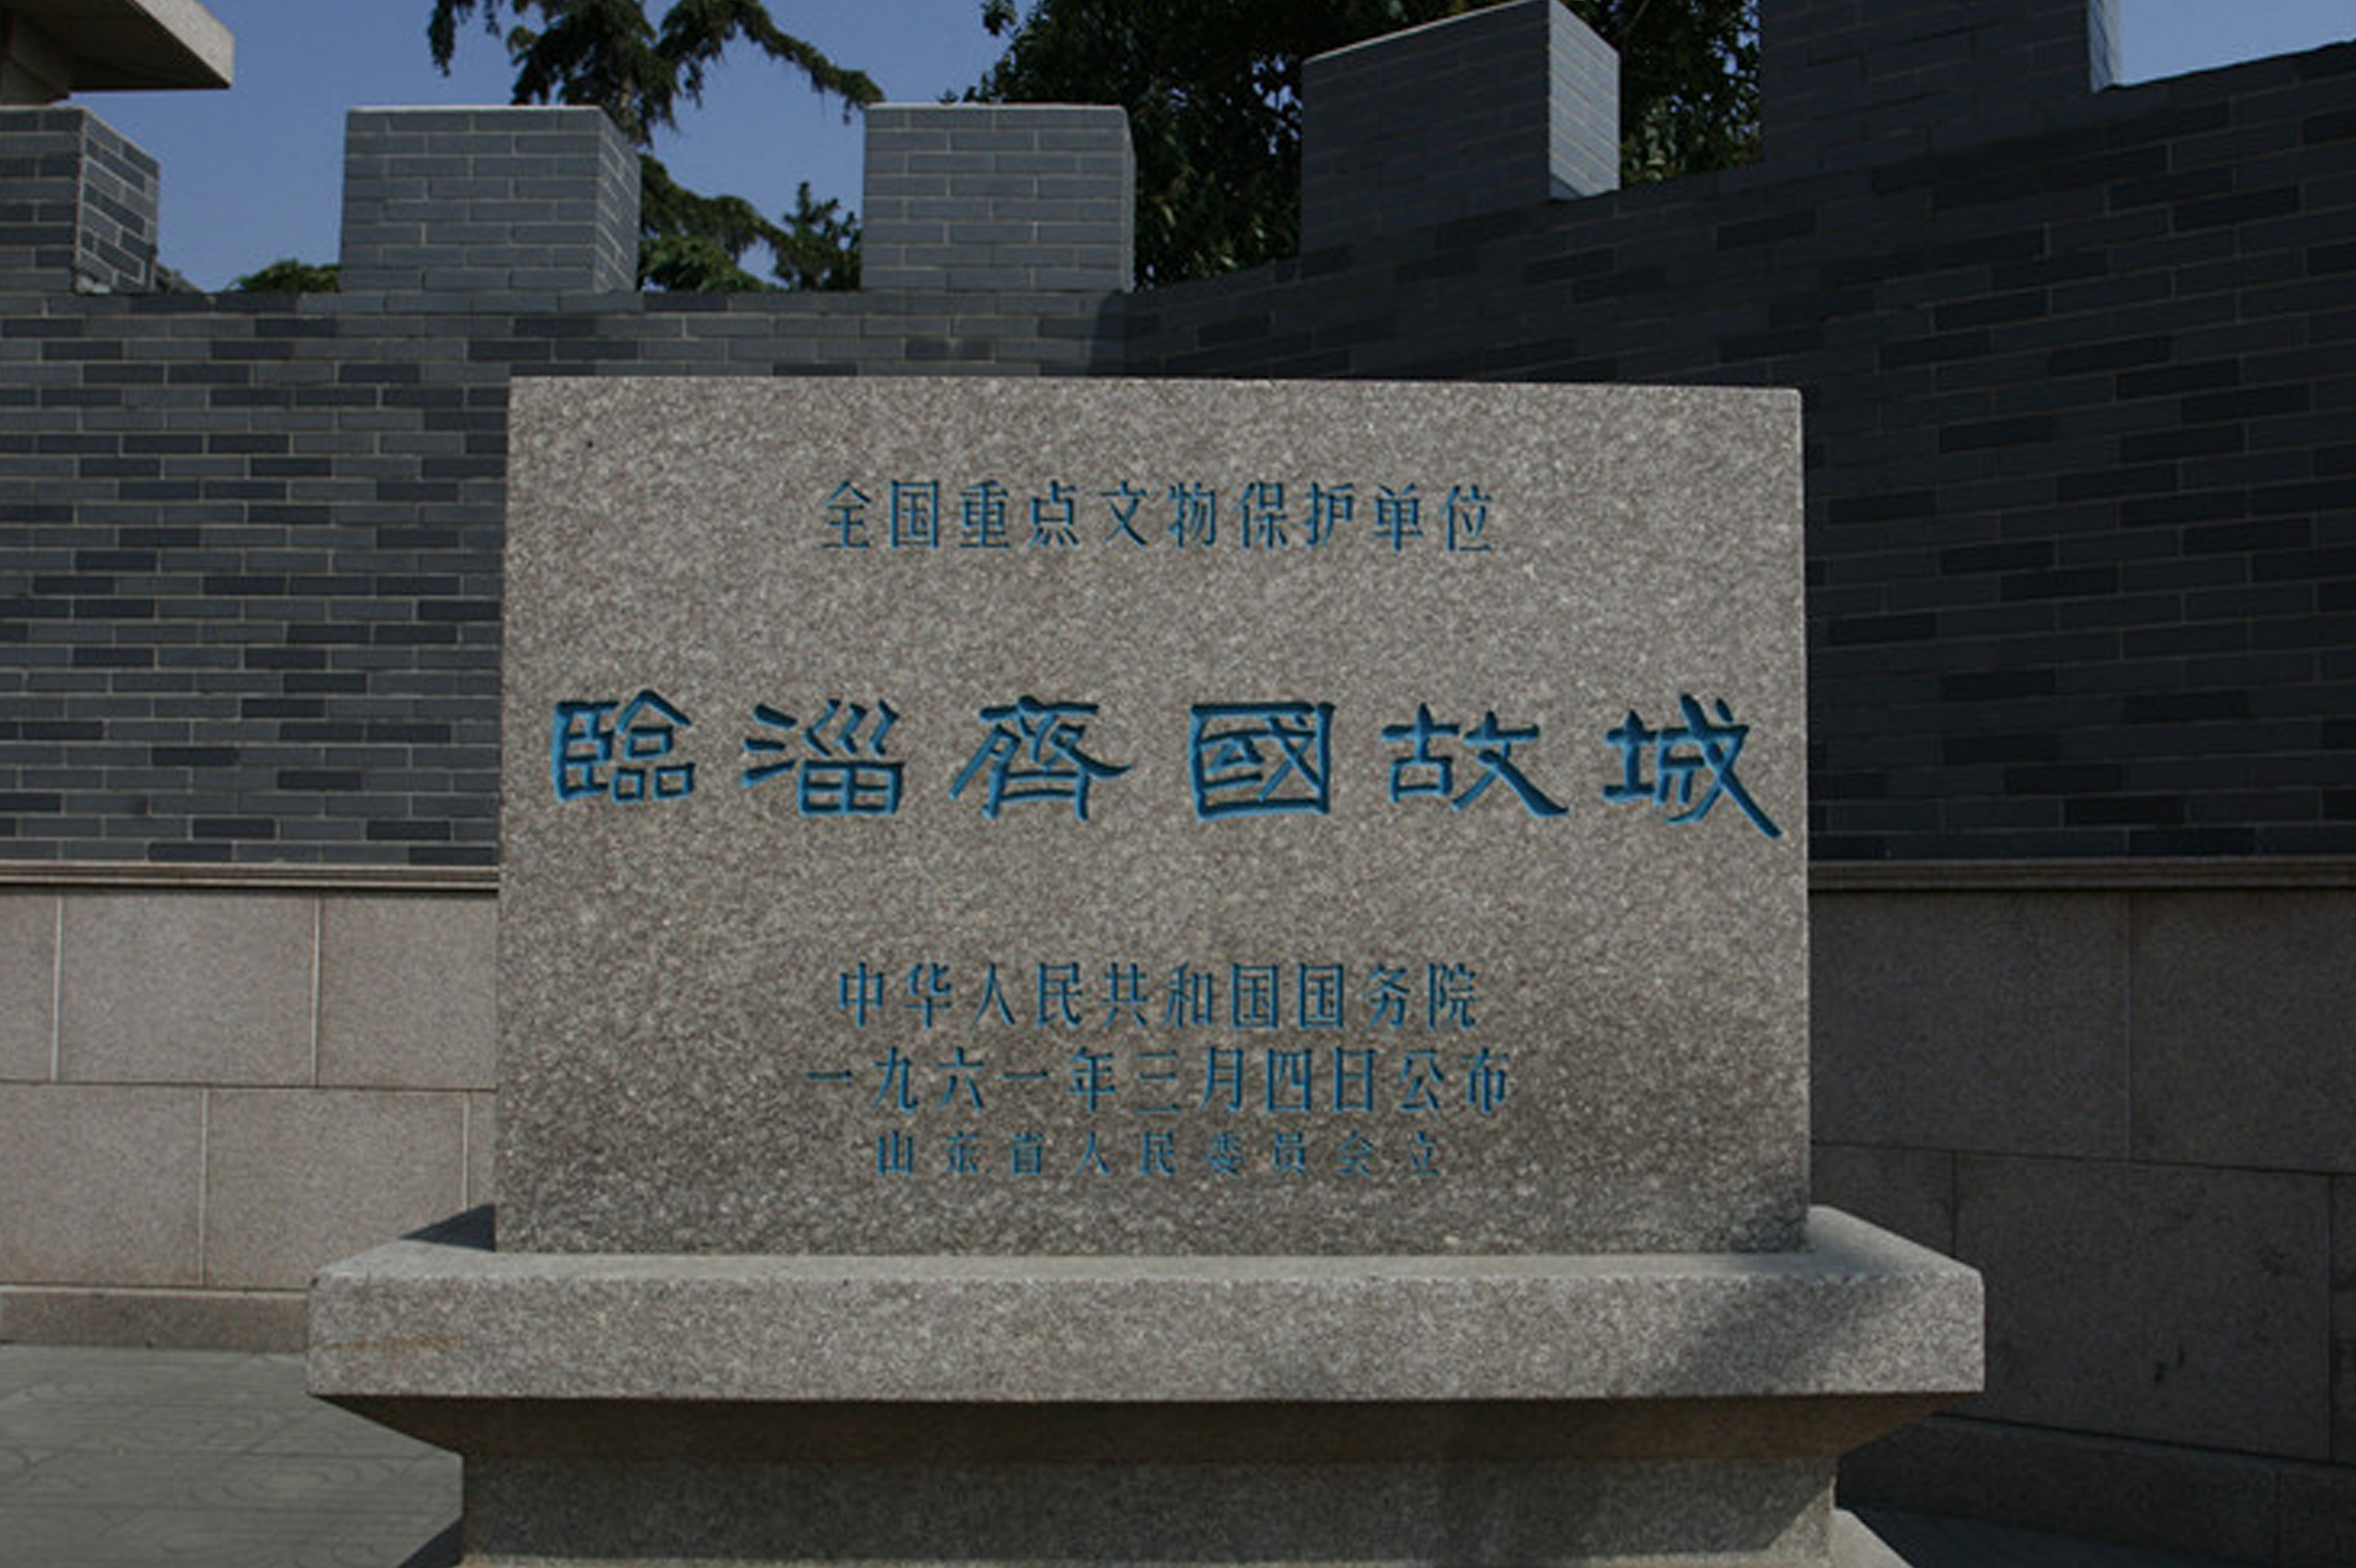 全国重点文物保护单位
臨淄齊國故城
中华人民共和国国务院
一九六一年三月四日公布
山东省人民委员会立